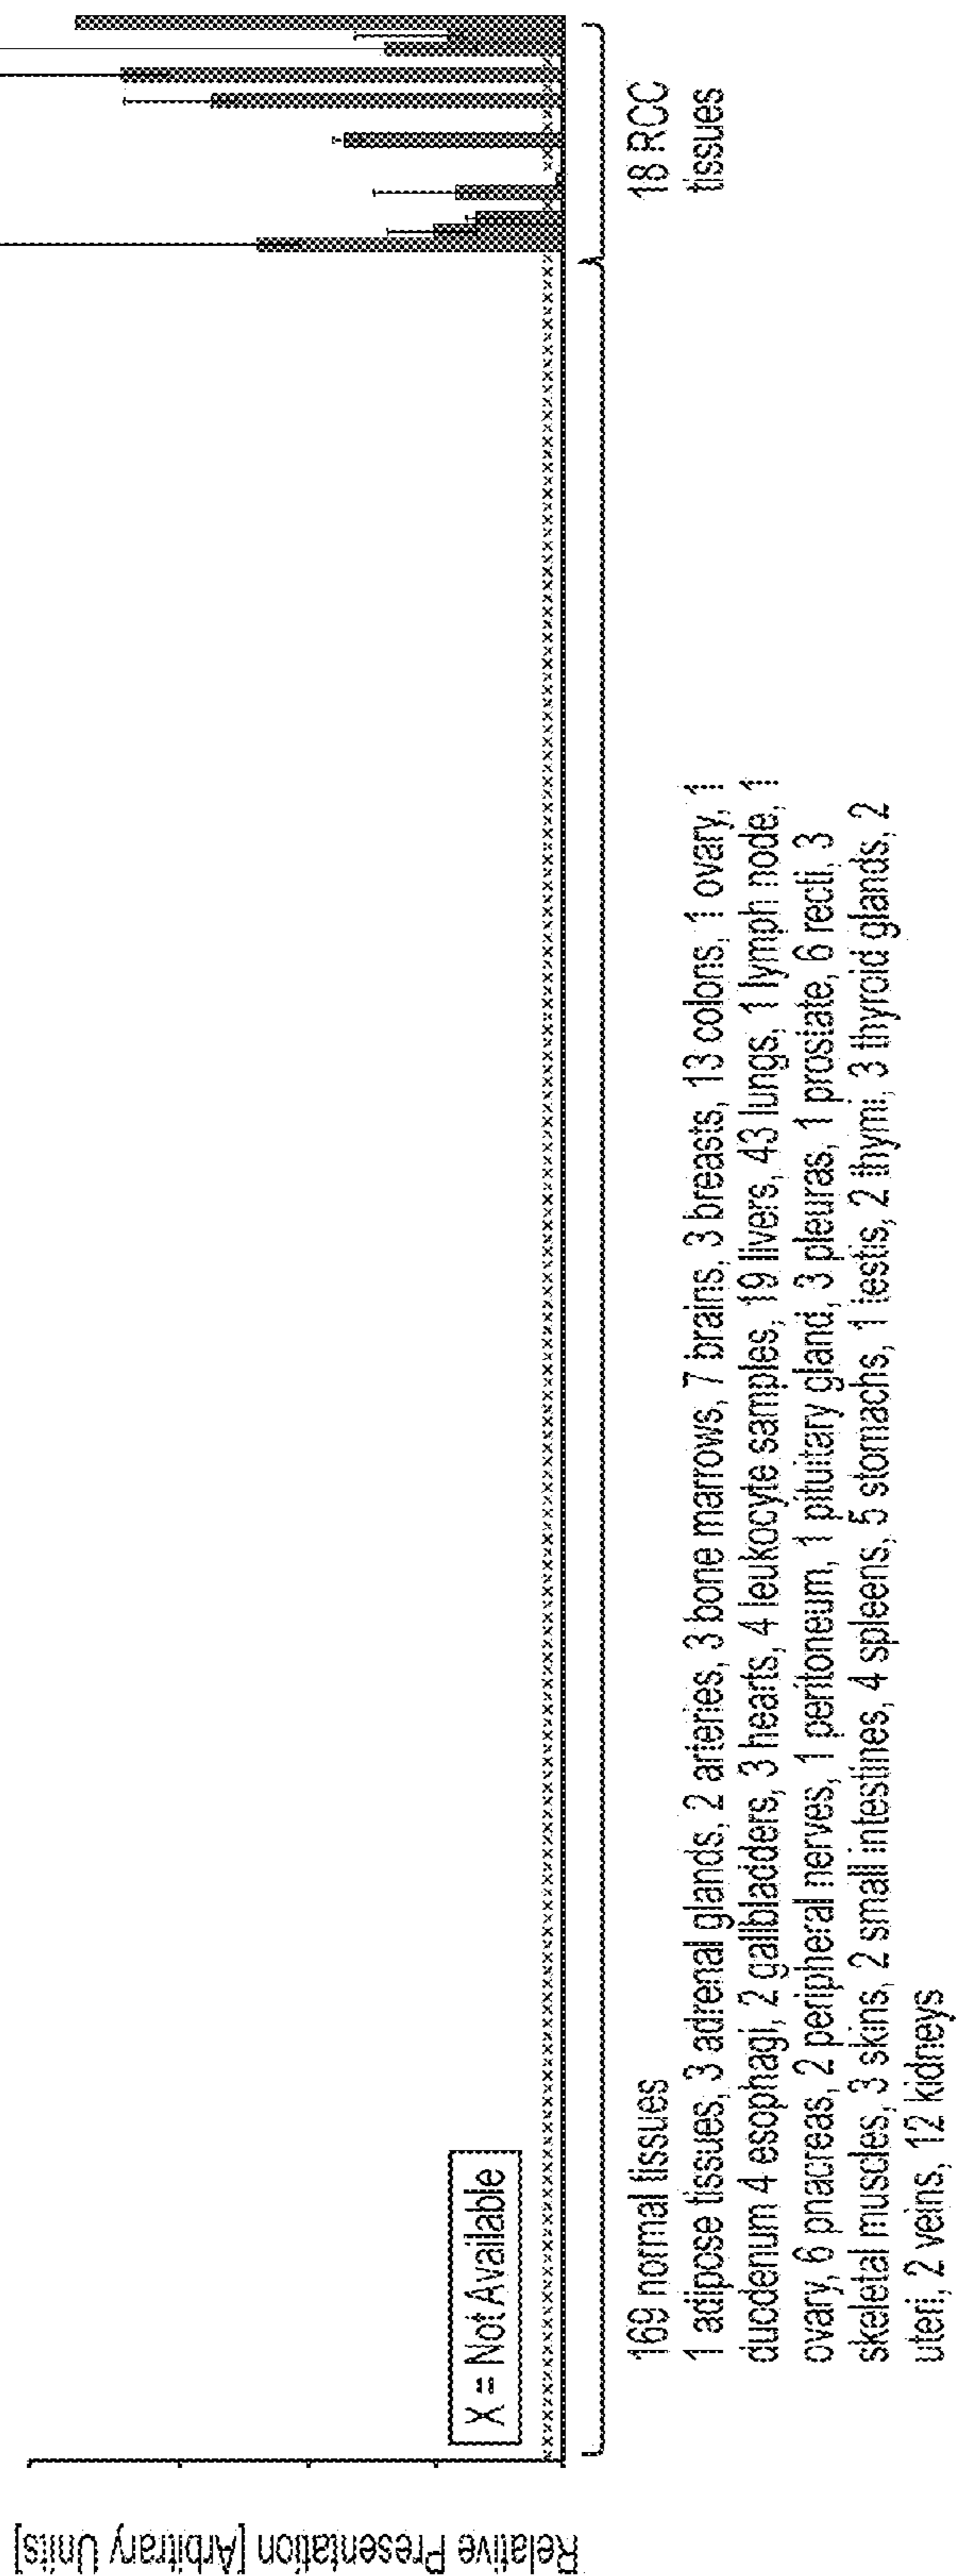 Relative Presentation [Arbitrary Units]
X = Not Available
169 normal tissues
1 adipose tissues, 3 adrenal glands, 2 arteries, 3 bone marrows, 7 brains, 3 breasts, 13 colons, 1 ovary, 1
duodenum 4 esophagi, 2 gallbladders, 3 hearts, 4 leukocyte samples, 19 livers, 43 lungs, 1 lymph node, 1
ovary, 6 pnacreas, 2 peripheral nerves, 1 peritoneum, 1 pituitary gland, 3 pleuras, 1 prostate, 6 recti, 3
skeletal muscles, 3 skins, 2 small intestines, 4 spleens, 5 stomachs, 1 testis, 2 thymi, 3 thyroid glands, 2
uteri, 2 veins, 12 kidneys
18 RCC
tissues